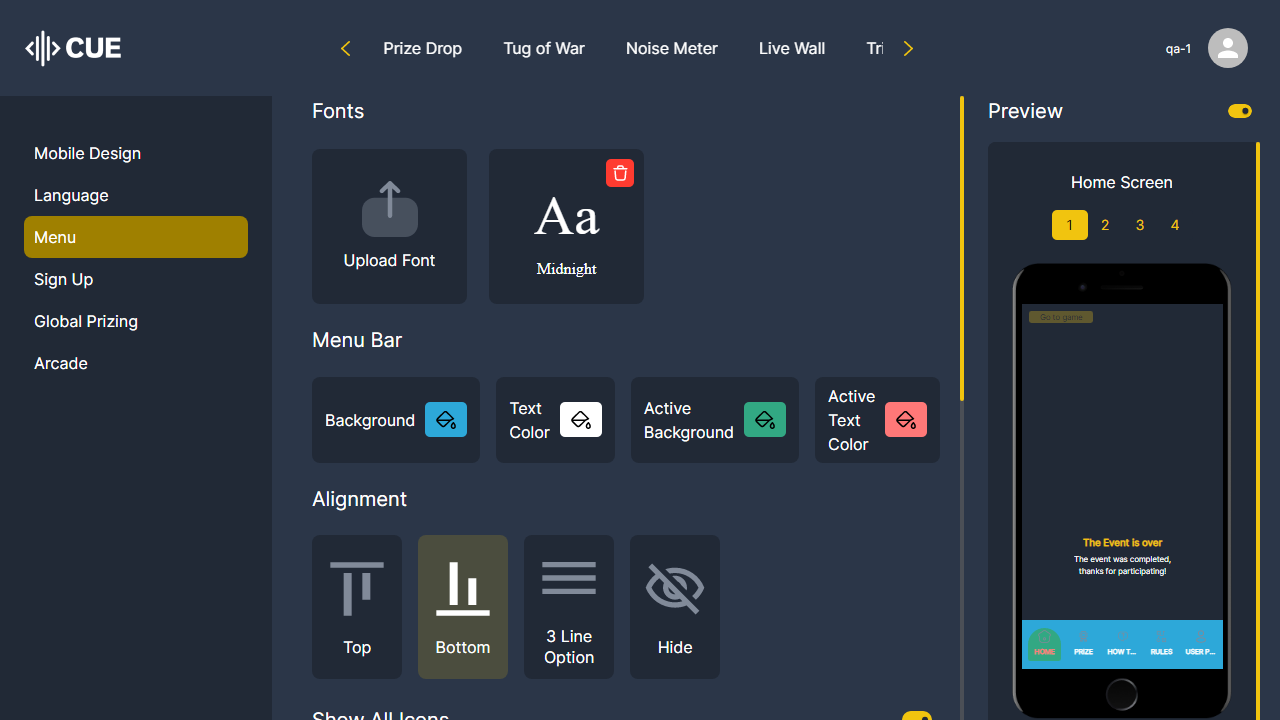 CUE
Prize Drop
Tug of War
Noise Meter
Live Wall
qa-1
Mobile Design
Language
Menu
Sign Up
Global Prizing
Arcade
Fonts
Upload Font
Aa
Midnight
Menu Bar
Background
Text
Color
Active
Background
Active
Text
Color
Alignment
Top
Bottom
3 Line
Option
Hide
Show All Icons
Preview
Home Screen
1 2 3 4
Go to game
The Event is over
The event was completed,
thanks for participating!
HOME PRIZE HOW T... RULES USER P...